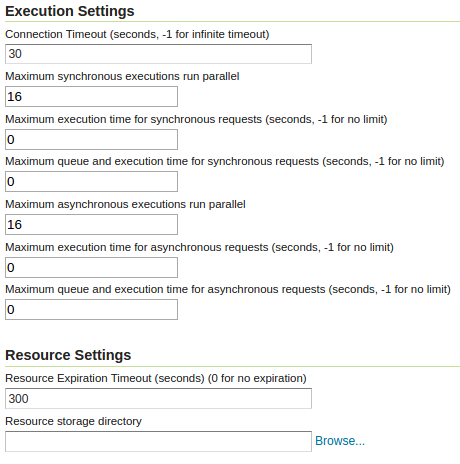 Execution Settings
Connection Timeout (seconds, -1 for infinite timeout)
30
Maximum synchronous executions run parallel
16
Maximum execution time for synchronous requests (seconds, -1 for no limit)
0
Maximum queue and execution time for synchronous requests (seconds, -1 for no limit)
0
Maximum asynchronous executions run parallel
16
Maximum execution time for asynchronous requests (seconds, -1 for no limit)
0
Maximum queue and execution time for asynchronous requests (seconds, -1 for no limit)
0
Resource Settings
Resource Expiration Timeout (seconds) (0 for no expiration)
300
Resource storage directory
Browse...